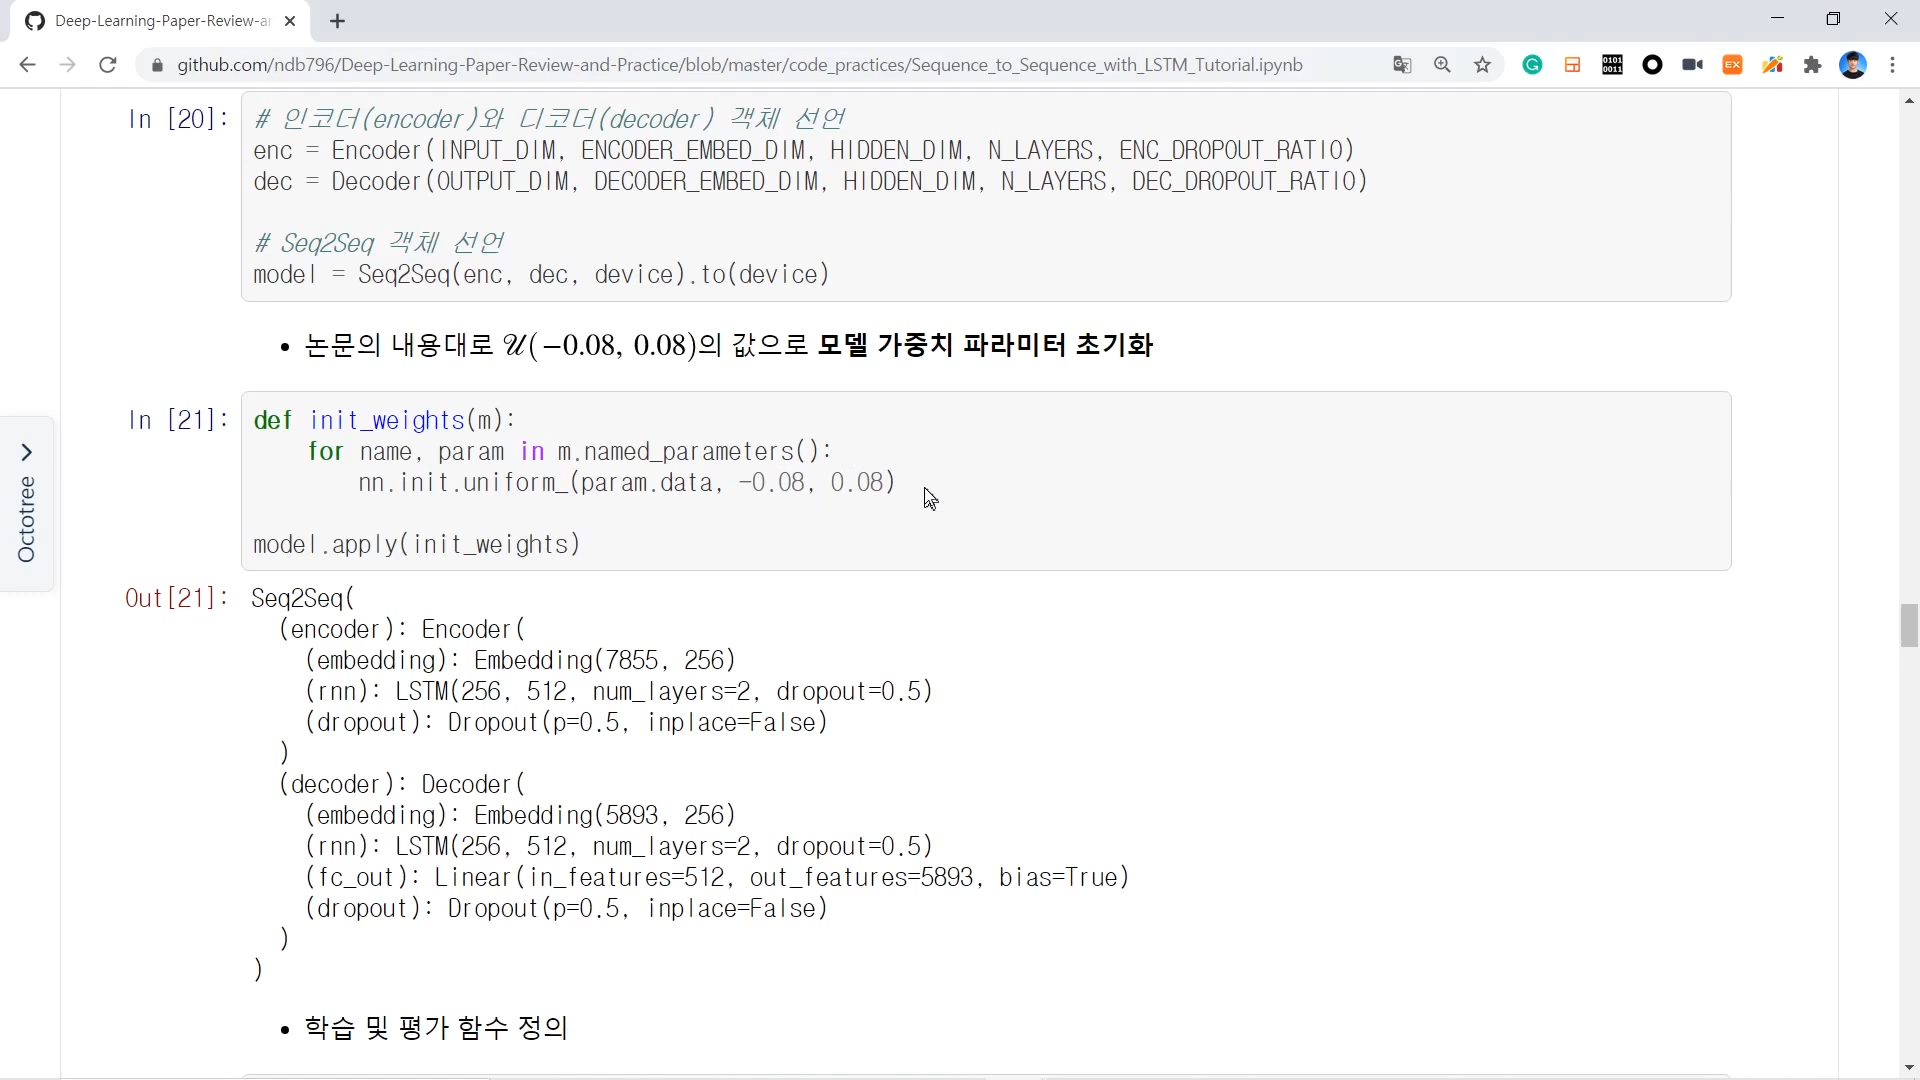 Deep-Learning-Paper-Review-a
github.com/ndb796/Deep-Learning-Paper-Review-and-Practice/blob/master/code_practices/Sequence_to_Sequence_with_LSTM_Tutorial.ipynb
In [20]:
# 인코더(encoder)와 디코더(decoder) 객체 선언
enc = Encoder(INPUT_DIM, ENCODER_EMBED_DIM, HIDDEN_DIM, N_LAYERS, ENC_DROPOUT_RATIO)
dec = Decoder(OUTPUT_DIM, DECODER_EMBED_DIM, HIDDEN_DIM, N_LAYERS, DEC_DROPOUT_RATIO)
# Seq2Seq 객체 선언
model = Seq2Seq(enc, dec, device).to(device)
• 논문의 내용대로 𝒰(−0.08, 0.08)의 값으로 모델 가중치 파라미터 초기화
In [21]:
def init_weights(m):
for name, param in m.named_parameters():
nn.init.uniform_(param.data, -0.08, 0.08)
model.apply(init_weights)
Octotree
Out[21]:
Seq2Seq(
(encoder): Encoder(
(embedding): Embedding(7855, 256)
(rnn): LSTM(256, 512, num_layers=2, dropout=0.5)
(dropout): Dropout(p=0.5, inplace=False)
)
(decoder): Decoder(
(embedding): Embedding(5893, 256)
(rnn): LSTM(256, 512, num_layers=2, dropout=0.5)
(fc_out): Linear(in_features=512, out_features=5893, bias=True)
(dropout): Dropout(p=0.5, inplace=False)
)
)
• 학습 및 평가 함수 정의